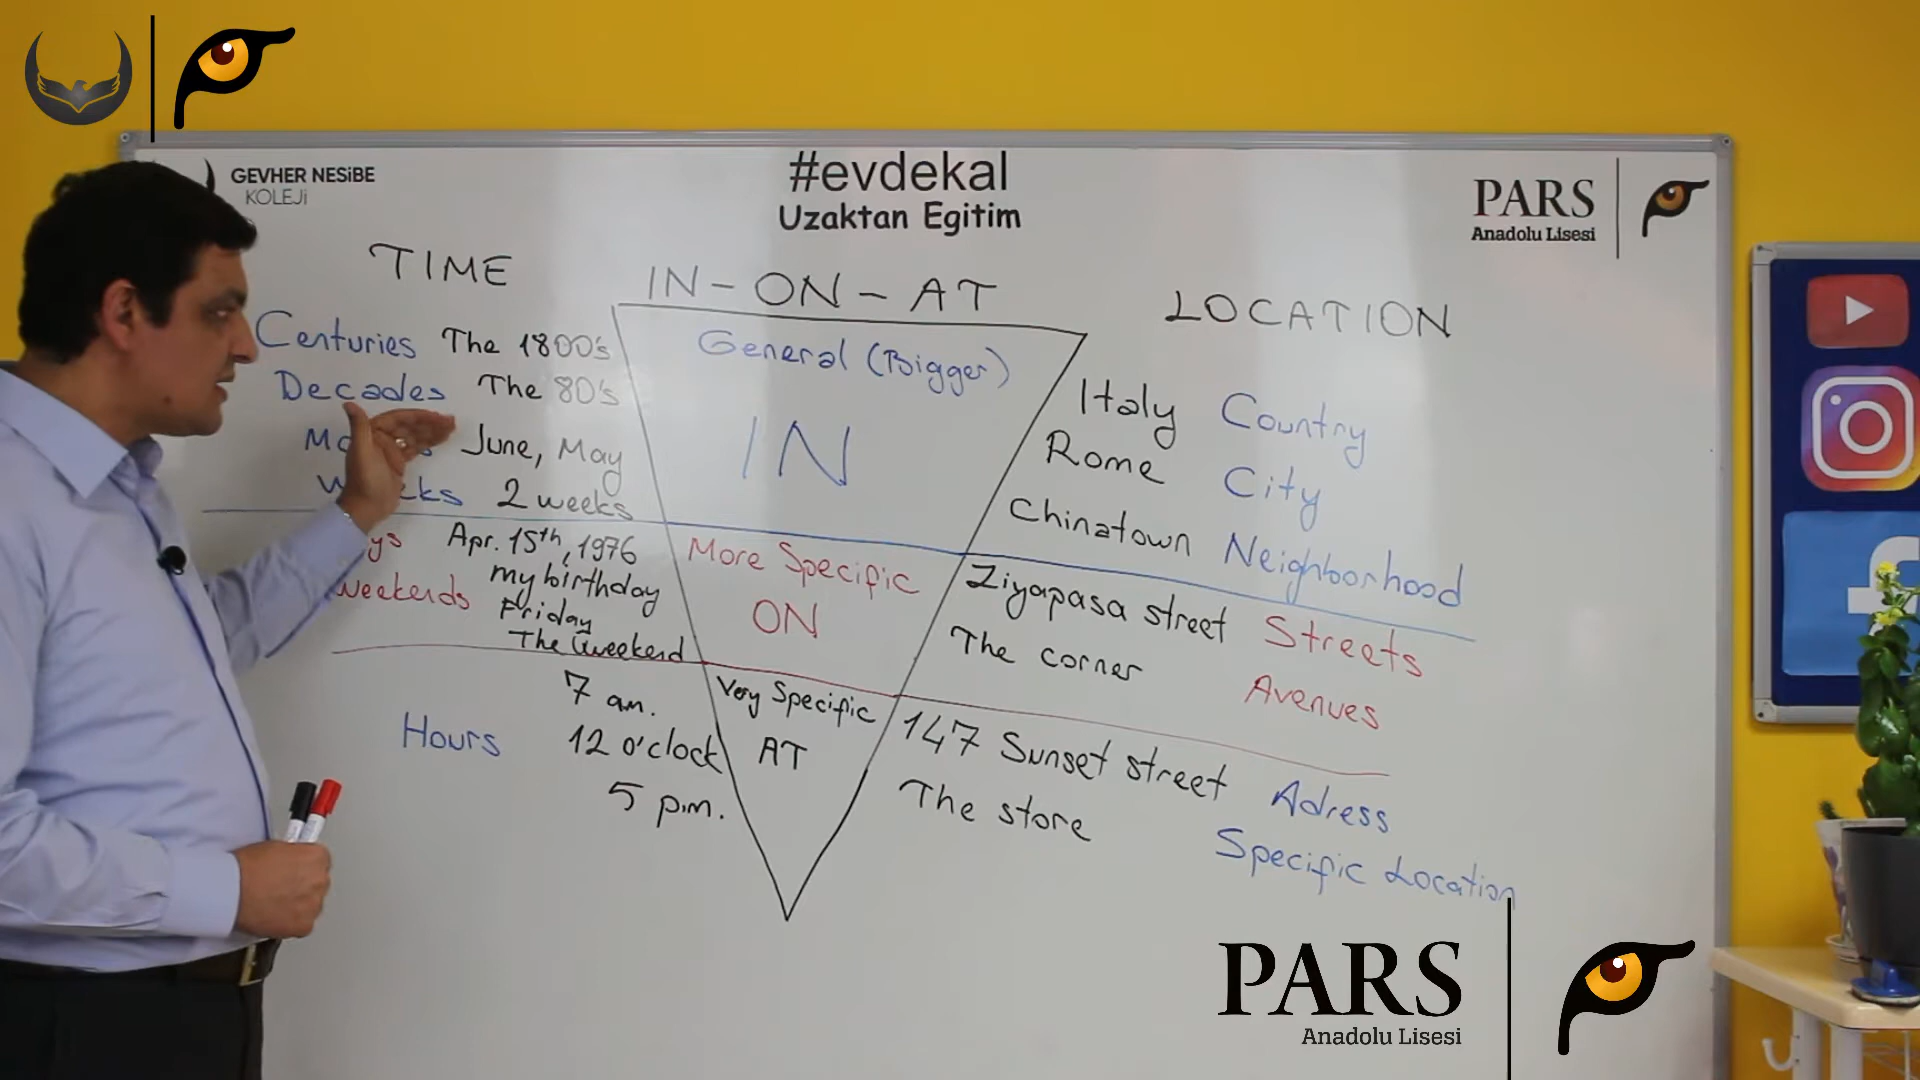 GEVHER NESİBE
KOLEJİ
#evdekal
Uzaktan Egitim
PARS
Anadolu Lisesi
TIME
IN - ON - AT
LOCATION
Centuries The 1800's
Decades The 80's
June, May
2 weeks
Apr. 15th, 1976
my birthday
Weekends Friday
The Weekend
Hours 7 am.
12 o'clock
5 p.m.
General (Bigger)
IN
More Specific
ON
Very Specific
AT
Italy Country
Rome City
Chinatown Neighborhood
Ziyapasa street Streets
The corner Avenues
147 Sunset street Adress
The store Specific Location
PARS
Anadolu Lisesi